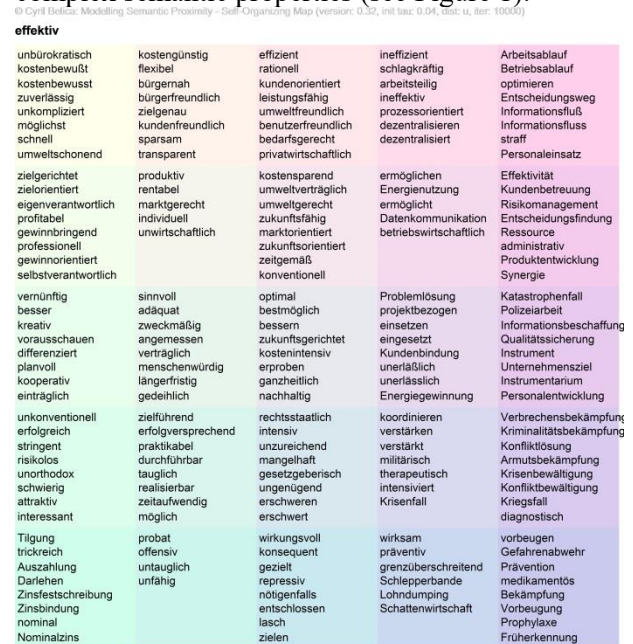 © Cyril Belica: Modelling Semantic Proximity - Self-Organizing Map (version: 0.32, init tau: 0.04, dist: u, iter: 10000)
effektiv
unbürokratisch
kostenbewußt
kostenbewusst
zuverlässig
unkompliziert
möglichst
schnell
umweltschonend
kostengünstig
flexibel
bürgernah
bürgerfreundlich
zielgenau
kundenfreundlich
sparsam
transparent
effizient
rationell
kundenorientiert
leistungsfähig
umweltfreundlich
benutzerfreundlich
bedarfsgerecht
privatwirtschaftlich
ineffizient
schlagkräftig
arbeitsteilig
ineffektiv
prozessorientiert
dezentralisieren
dezentralisiert
Arbeitsablauf
Betriebsablauf
optimieren
Entscheidungsweg
Informationsfluß
Informationsfluss
straff
Personaleinsatz
zielgerichtet
zielorientiert
eigenverantwortlich
profitabel
gewinnbringend
professionell
gewinnorientiert
selbstverantwortlich
produktiv
rentabel
marktgerecht
individuell
unwirtschaftlich
kostensparend
umweltverträglich
umweltgerecht
zukunftsfähig
marktorientiert
zukunftsorientiert
zeitgemäß
konventionell
ermöglichen
Energienutzung
ermöglicht
Datenkommunikation
betriebswirtschaftlich
Effektivität
Kundenbetreuung
Risikomanagement
Entscheidungsfindung
Ressource
administrativ
Produktentwicklung
Synergie
vernünftig
besser
kreativ
vorausschauen
differenziert
planvoll
kooperativ
einträglich
sinnvoll
adäquat
zweckmäßig
angemessen
verträglich
menschenwürdig
längerfristig
gedeihlich
optimal
bestmöglich
bessern
zukunftsgerichtet
kostenintensiv
erproben
ganzheitlich
nachhaltig
Problemlösung
projektbezogen
einsetzen
eingesetzt
Kundenbindung
unerläßlich
unerlässlich
Energiegewinnung
Katastrophenfall
Polizeiarbeit
Informationsbeschaffung
Qualitätssicherung
Instrument
Unternehmensziel
Instrumentarium
Personalentwicklung
unkonventionell
erfolgreich
stringent
risikolos
unorthodox
schwierig
attraktiv
interessant
zielführend
erfolgversprechend
praktikabel
durchführbar
tauglich
realisierbar
zeitaufwendig
möglich
rechtsstaatlich
intensiv
unzureichend
mangelhaft
gesetzgeberisch
ungenügend
erschweren
erschwert
koordinieren
verstärken
verstärkt
militärisch
therapeutisch
intensiviert
Krisenfall
Verbrechensbekämpfung
Kriminalitätsbekämpfung
Konfliktlösung
Armutsbekämpfung
Krisenbewältigung
Konfliktbewältigung
Kriegsfall
diagnostisch
Tilgung
trickreich
Auszahlung
Darlehen
Zinsfestschreibung
Zinsbindung
nominal
Nominalzins
probat
offensiv
untauglich
unfähig
wirkungsvoll
konsequent
gezielt
repressiv
nötigenfalls
entschlossen
lasch
zielen
wirksam
präventiv
grenzüberschreitend
Schlepperbande
Lohndumping
Schattenwirtschaft
vorbeugen
Gefahrenabwehr
Prävention
medikamentös
Bekämpfung
Vorbeugung
Prophylaxe
Früherkennung